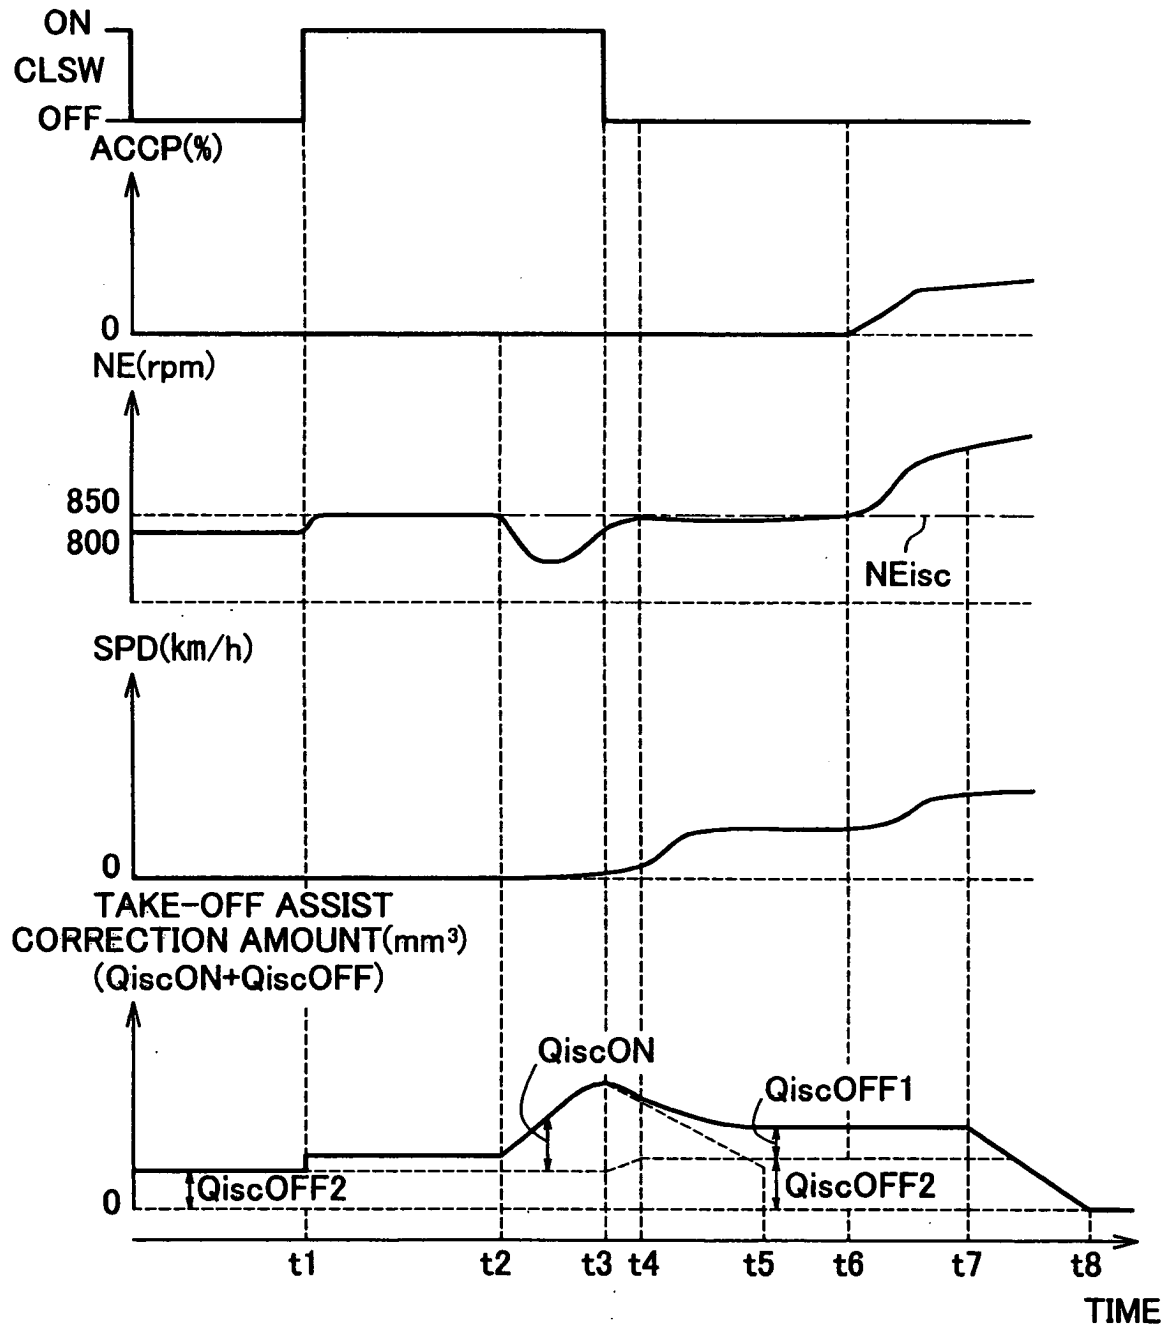 ON
CLSW
OFF
ACCP(%)
0
NE(rpm)
850
800
NEisc
SPD(km/h)
0
TAKE-OFF ASSIST
CORRECTION AMOUNT(mm³)
(QiscON+QiscOFF)
QiscON
QiscOFF1
QiscOFF2
QiscOFF2
0
t1 t2 t3 t4 t5 t6 t7 t8
TIME